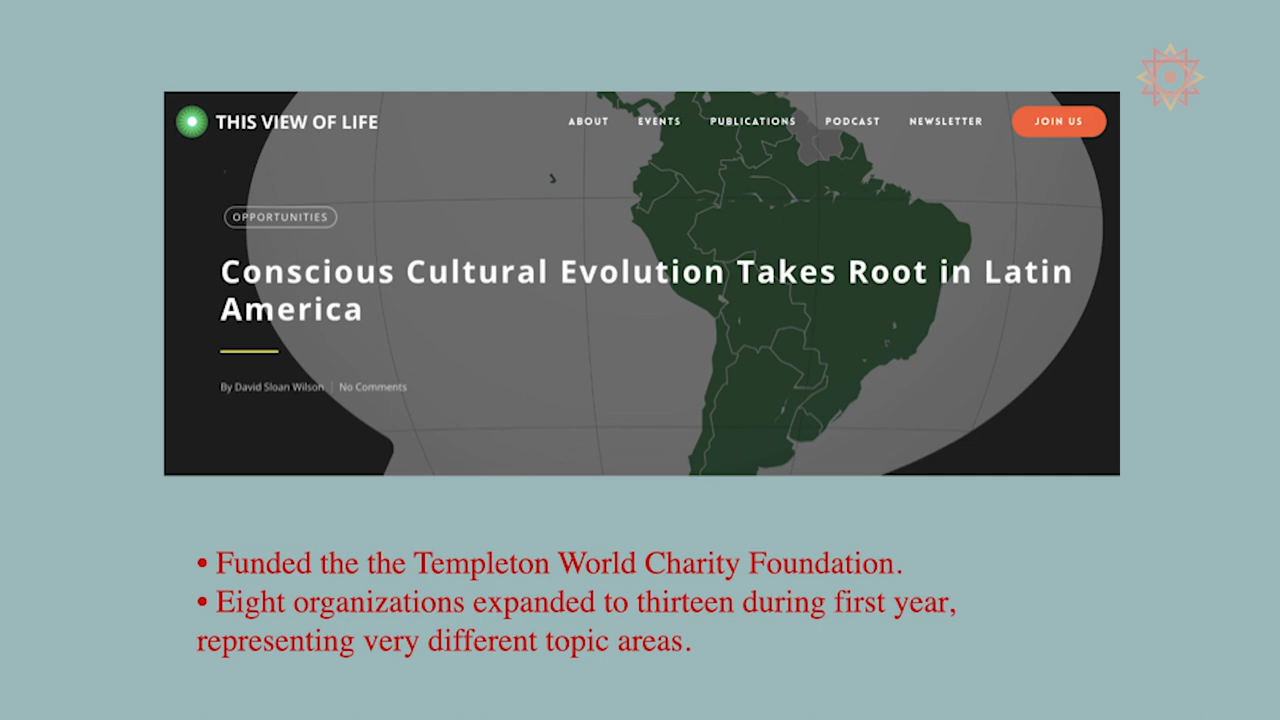 THIS VIEW OF LIFE
ABOUT EVENTS PUBLICATIONS PODCAST NEWSLETTER JOIN US
OPPORTUNITIES
Conscious Cultural Evolution Takes Root in Latin
America
By David Sloan Wilson | No Comments
• Funded the the Templeton World Charity Foundation.
• Eight organizations expanded to thirteen during first year,
representing very different topic areas.